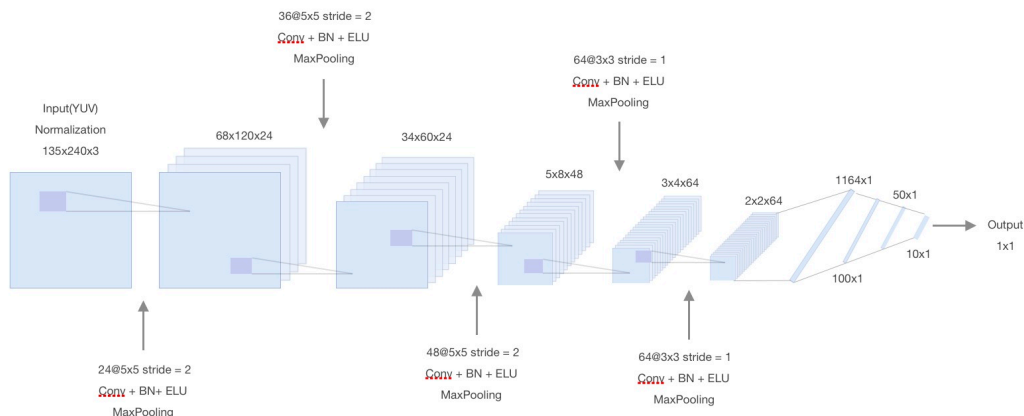 36@5x5 stride = 2
Conv + BN + ELU
MaxPooling
64@3x3 stride = 1
Conv + BN + ELU
MaxPooling
Input(YUV)
Normalization
135x240x3
68x120x24
34x60x24
5x8x48
3x4x64
2x2x64
1164x1
50x1
Output
1x1
10x1
100x1
24@5x5 stride = 2
Conv + BN+ ELU
MaxPooling
48@5x5 stride = 2
Conv + BN + ELU
MaxPooling
64@3x3 stride = 1
Conv + BN + ELU
MaxPooling